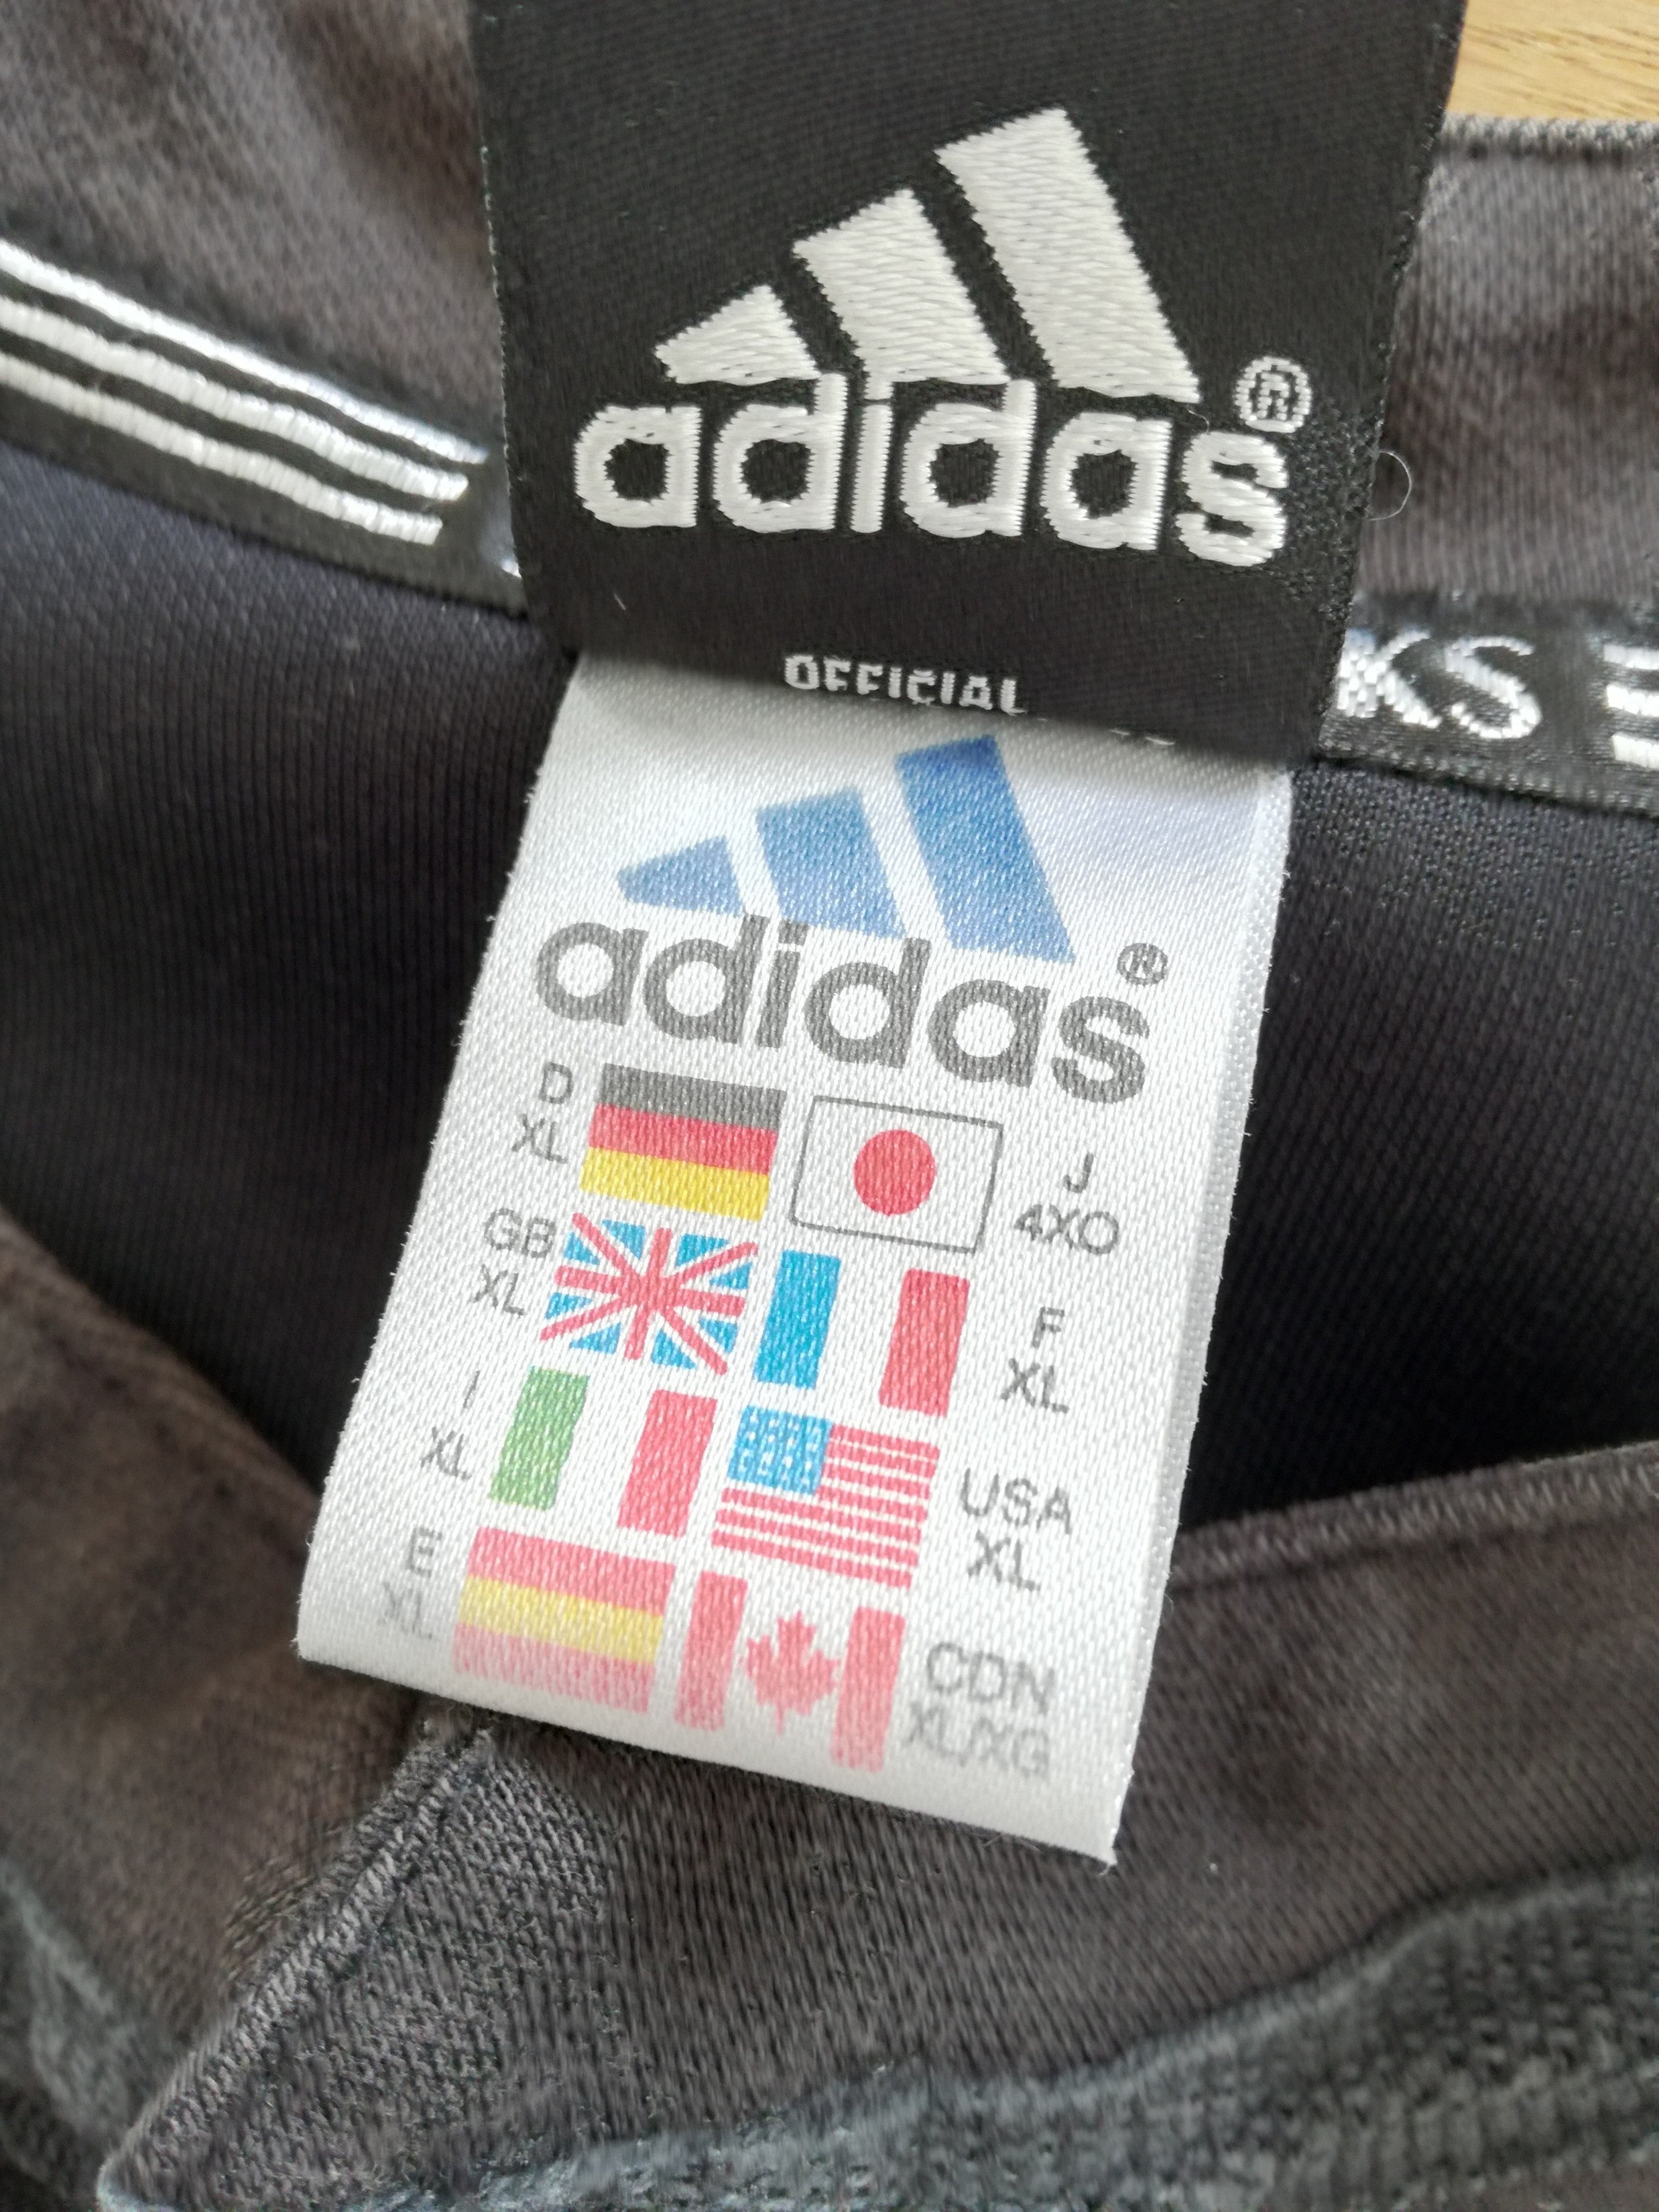 adidas®
OFFICIAL
KS
adidas®
D
XL
J
4XO
GB
XL
F
XL
I
XL
USA
XL
E
XL
CDN
XL/XG